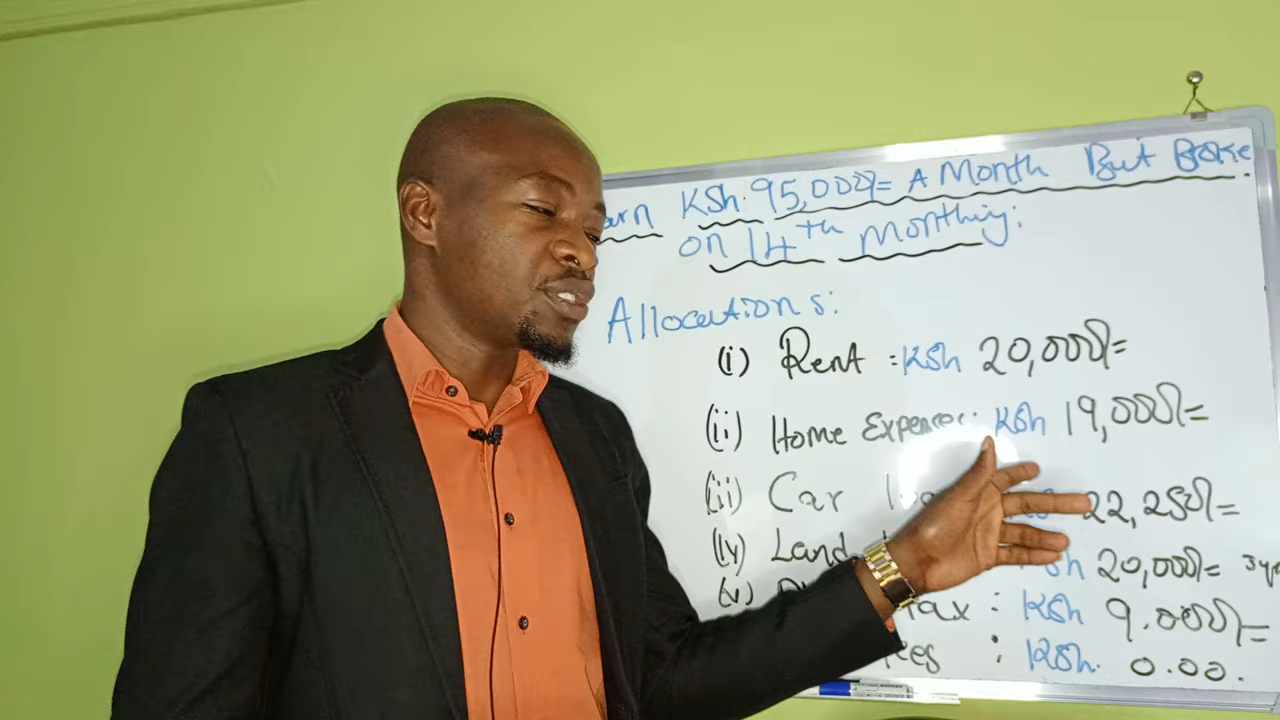 KSh. 95,000/= A Month But Broke
on 14th Monthly:
Allocations:
(i) Rent : KSh 20,000/=
(ii) Home Expenses: KSh 19,000/=
(iii) Car 22,250/=
(iv) Land 20,000/= 3
(v) Tax : KSh 9,000/=
: KSh. 0.00.